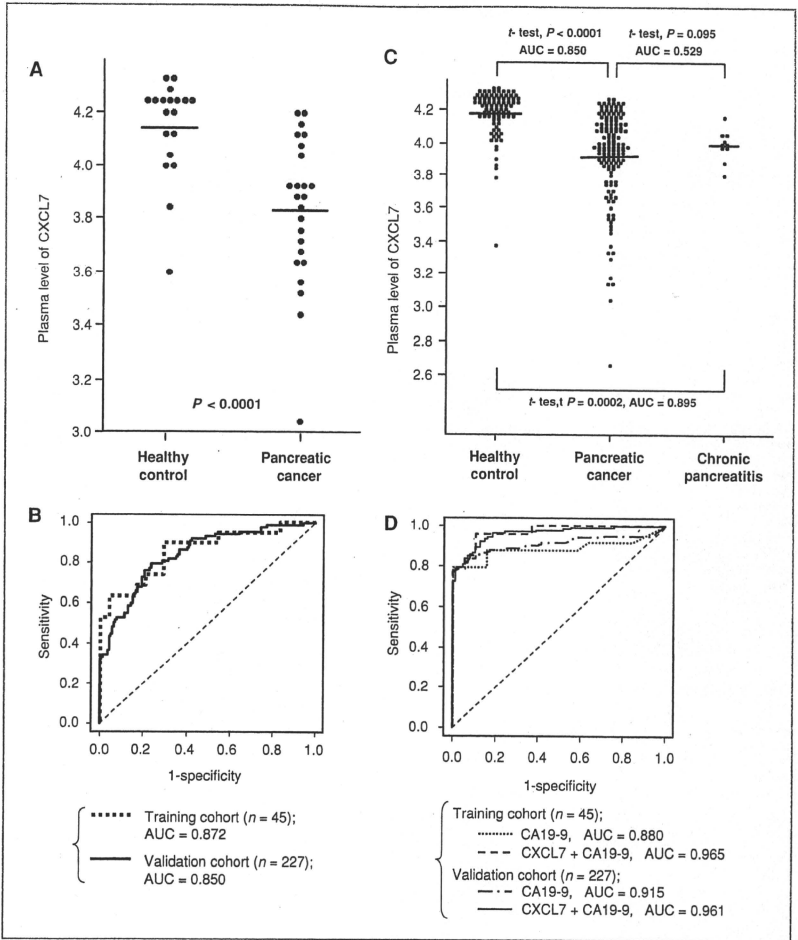 A
Plasma level of CXCL7
4.2
4.0
3.8
3.6
3.4
3.2
3.0
P < 0.0001
Healthy control
Pancreatic cancer
C
t- test, P < 0.0001
AUC = 0.850
t- test, P = 0.095
AUC = 0.529
Plasma level of CXCL7
4.2
4.0
3.8
3.6
3.4
3.2
3.0
2.8
2.6
t- tes,t P = 0.0002, AUC = 0.895
Healthy control
Pancreatic cancer
Chronic pancreatitis
B
Sensitivity
1.0
0.8
0.6
0.4
0.2
0.0
0.0 0.2 0.4 0.6 0.8 1.0
1-specificity
Training cohort (n = 45);
AUC = 0.872
Validation cohort (n = 227);
AUC = 0.850
D
Sensitivity
1.0
0.8
0.6
0.4
0.2
0.0
0.0 0.2 0.4 0.6 0.8 1.0
1-specificity
Training cohort (n = 45);
CA19-9, AUC = 0.880
CXCL7 + CA19-9, AUC = 0.965
Validation cohort (n = 227);
CA19-9, AUC = 0.915
CXCL7 + CA19-9, AUC = 0.961